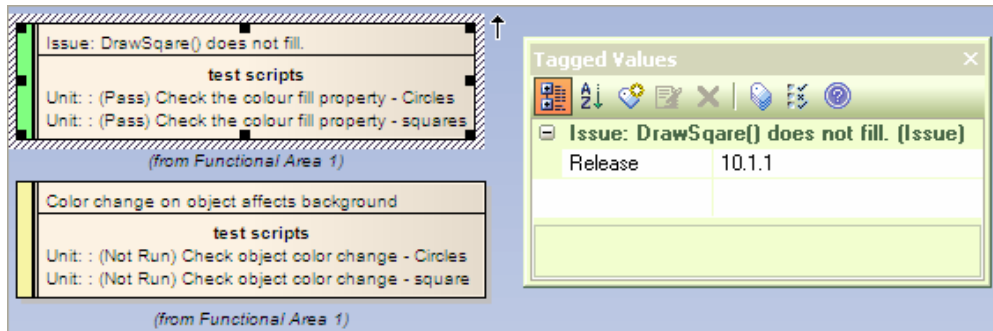 Issue: DrawSqare() does not fill.
test scripts
Unit: : (Pass) Check the colour fill property - Circles
Unit: : (Pass) Check the colour fill property - squares
(from Functional Area 1)
Color change on object affects background
test scripts
Unit: : (Not Run) Check object color change - Circles
Unit: : (Not Run) Check object color change - square
(from Functional Area 1)
Tagged Values
Issue: DrawSqare() does not fill. (Issue)
Release 10.1.1